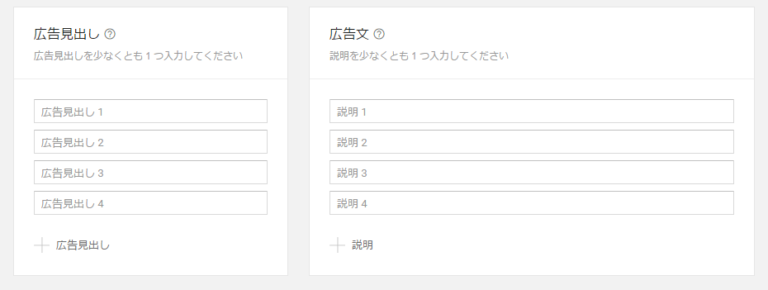 広告見出し
広告見出しを少なくとも 1 つ入力してください
広告見出し 1
広告見出し 2
広告見出し 3
広告見出し 4
広告見出し
広告文
説明を少なくとも 1 つ入力してください
説明 1
説明 2
説明 3
説明 4
説明